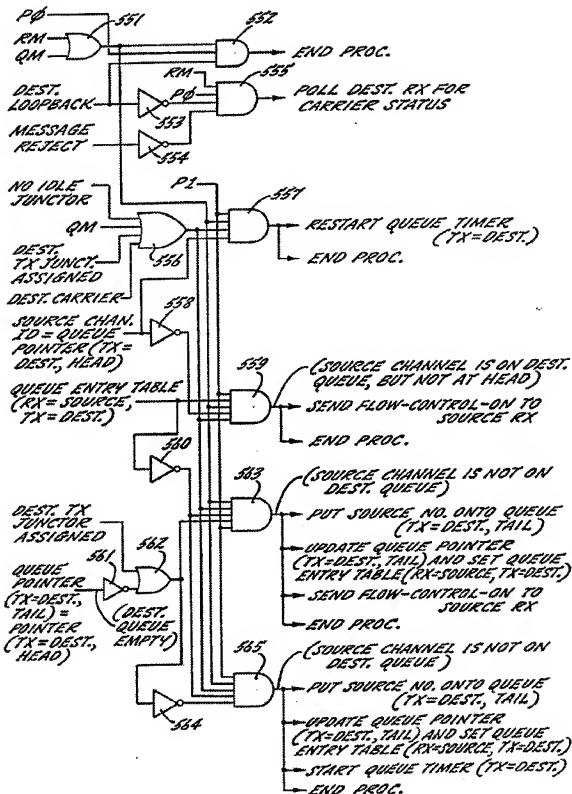 PØ
551
552
RM
QM
END PROC.
DEST.
LOOPBACK
RM
555
PØ
POLL DEST. RX FOR
CARRIER STATUS
553
MESSAGE
REJECT
554
P1
557
NO IDLE
JUNCTOR
QM
DEST.
TX JUNCT.
ASSIGNED
556
RESTART QUEUE TIMER
(TX=DEST.)
END PROC.
DEST. CARRIER
SOURCE CHAN.
ID = QUEUE
POINTER (TX=
DEST., HEAD)
558
559
(SOURCE CHANNEL IS ON DEST.
QUEUE, BUT NOT AT HEAD)
QUEUE ENTRY TABLE
(RX=SOURCE,
TX=DEST.)
SEND FLOW-CONTROL-ON TO
SOURCE RX
END PROC.
560
563
(SOURCE CHANNEL IS NOT ON
DEST. QUEUE)
DEST. TX
JUNCTOR
ASSIGNED
PUT SOURCE NO. ONTO QUEUE
(TX=DEST., TAIL)
561
562
UPDATE QUEUE POINTER
(TX=DEST., TAIL) AND SET QUEUE
ENTRY TABLE (RX=SOURCE, TX=DEST.)
QUEUE
POINTER
(TX=DEST.,
TAIL) =
POINTER
(TX=DEST.,
HEAD)
(DEST.
QUEUE
EMPTY)
SEND FLOW-CONTROL-ON TO
SOURCE RX
END PROC.
565
(SOURCE CHANNEL IS NOT ON
DEST. QUEUE)
564
PUT SOURCE NO. ONTO QUEUE
(TX=DEST., TAIL)
UPDATE QUEUE POINTER
(TX=DEST., TAIL) AND SET QUEUE
ENTRY TABLE (RX=SOURCE, TX=DEST.)
START QUEUE TIMER (TX=DEST.)
END PROC.